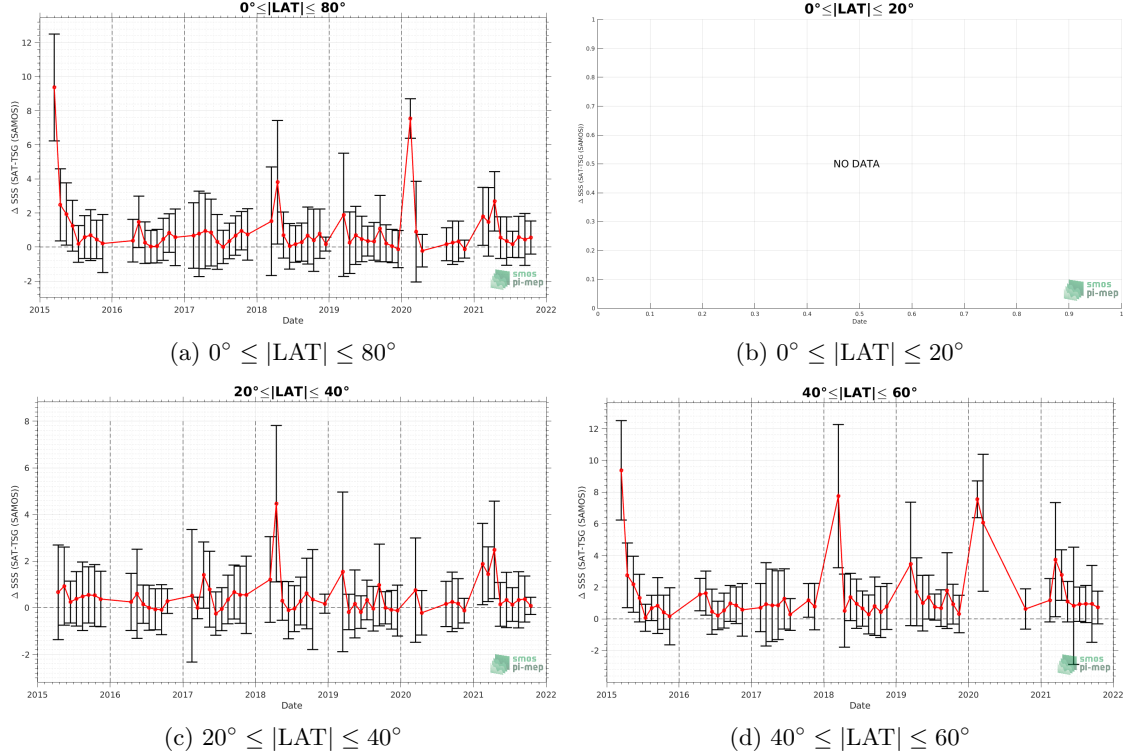 0°≤|LAT|≤ 80°
Δ SSS (SAT-TSG (SAMOS))
12
10
8
6
4
2
0
-2
2015 2016 2017 2018 2019 2020 2021 2022
Date
smos
pi-mep
(a) 0° ≤ |LAT| ≤ 80°
0°≤|LAT|≤ 20°
Δ SSS (SAT-TSG (SAMOS))
1
0.9
0.8
0.7
0.6
0.5
0.4
0.3
0.2
0.1
0
NO DATA
0 0.1 0.2 0.3 0.4 0.5 0.6 0.7 0.8 0.9 1
Date
smos
pi-mep
(b) 0° ≤ |LAT| ≤ 20°
20°≤|LAT|≤ 40°
Δ SSS (SAT-TSG (SAMOS))
8
6
4
2
0
-2
2015 2016 2017 2018 2019 2020 2021 2022
Date
smos
pi-mep
(c) 20° ≤ |LAT| ≤ 40°
40°≤|LAT|≤ 60°
Δ SSS (SAT-TSG (SAMOS))
12
10
8
6
4
2
0
-2
2015 2016 2017 2018 2019 2020 2021 2022
Date
smos
pi-mep
(d) 40° ≤ |LAT| ≤ 60°